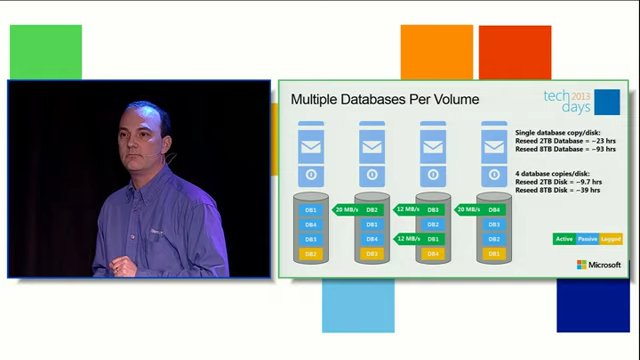 Multiple Databases Per Volume
tech 2013
days
Single database copy/disk:
Reseed 2TB Database = ~23 hrs
Reseed 8TB Database = ~93 hrs
4 database copies/disk:
Reseed 2TB Disk = ~9.7 hrs
Reseed 8TB Disk = ~39 hrs
DB1
20 MB/s
DB2
12 MB/s
DB3
20 MB/s
DB4
DB4
DB1
DB2
DB3
DB3
DB4
12 MB/s
DB1
DB2
DB2
DB3
DB4
DB1
Active
Passive
Lagged
Microsoft